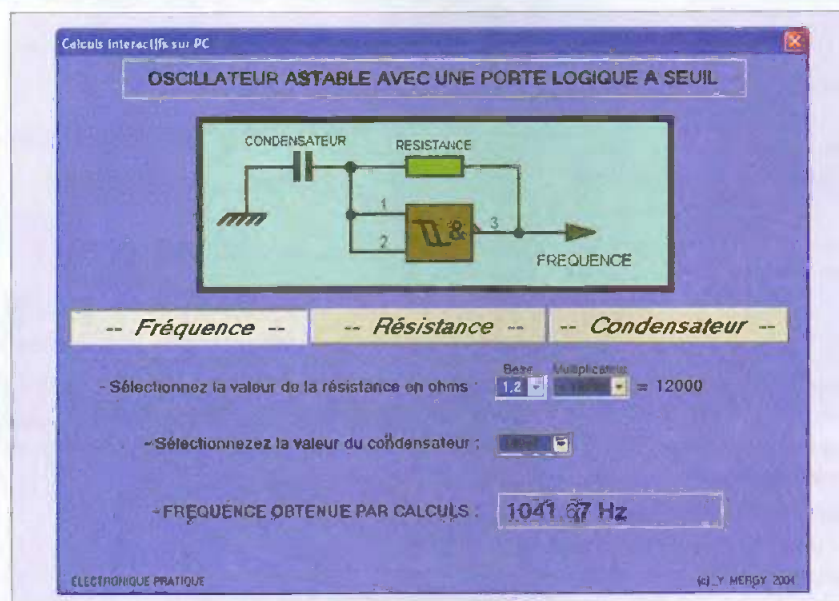 Calculs interactifs sur PC
OSCILLATEUR ASTABLE AVEC UNE PORTE LOGIQUE A SEUIL
CONDENSATEUR
RESISTANCE
1
2
&
3
FREQUENCE
-- Fréquence --
-- Résistance --
-- Condensateur --
Base Multiplicateur
- Sélectionnez la valeur de la résistance en ohms : 1,2 = 12000
- Sélectionnezez la valeur du condensateur :
- FREQUENCE OBTENUE PAR CALCULS : 1041.67 Hz
ELECTRONIQUE PRATIQUE
(c) Y. MERGY 2004